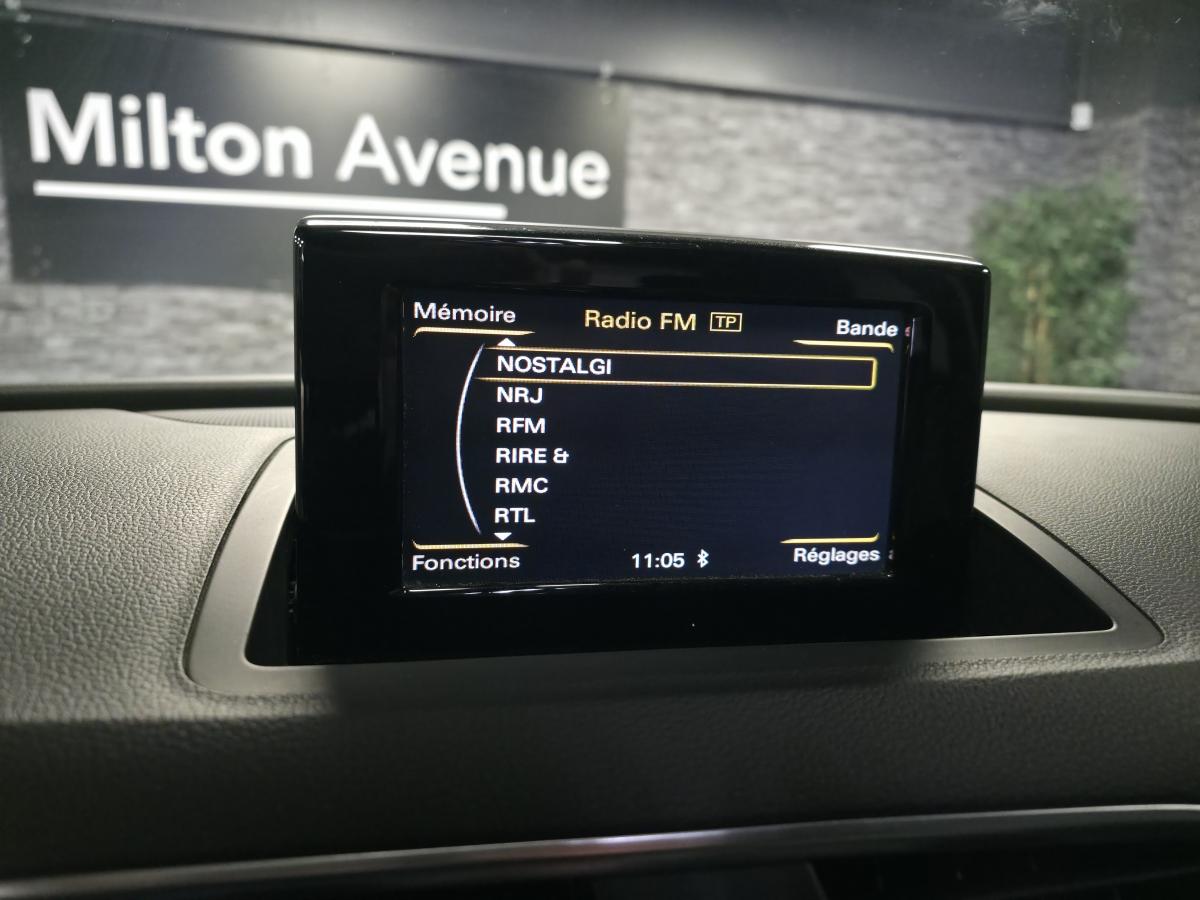 Milton Avenue
Mémoire
Radio FM TP
Bande
NOSTALGI
NRJ
RFM
RIRE &
RMC
RTL
Fonctions
11:05
Réglages